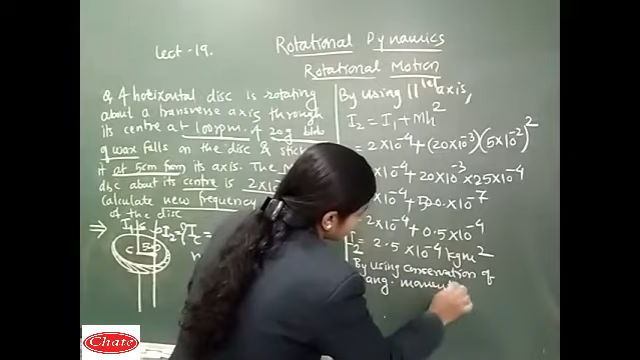 Lect - 19.
Rotational Dynamics
Rotational Motion
Q. A horizontal disc is rotating
about a transverse axis through
its centre at 100 rpm. A 20g blob
of wax falls on the disc & sticks
it at 5cm from its axis. The
disc about its centre is 2×10
Calculate new frequency
of the disc
By using ||lel axis,
I₂ = I₁ + Mh²
= 2×10⁻⁴ + (20×10⁻³)(5×10⁻²)²
×10⁻⁴ + 20×10⁻³ × 25×10⁻⁴
×10⁻⁴ + 500×10⁻⁷
2×10⁻⁴ + 0.5×10⁻⁴
I₂ = 2.5×10⁻⁴ kgm²
By using conservation of
ang. moment
Chate